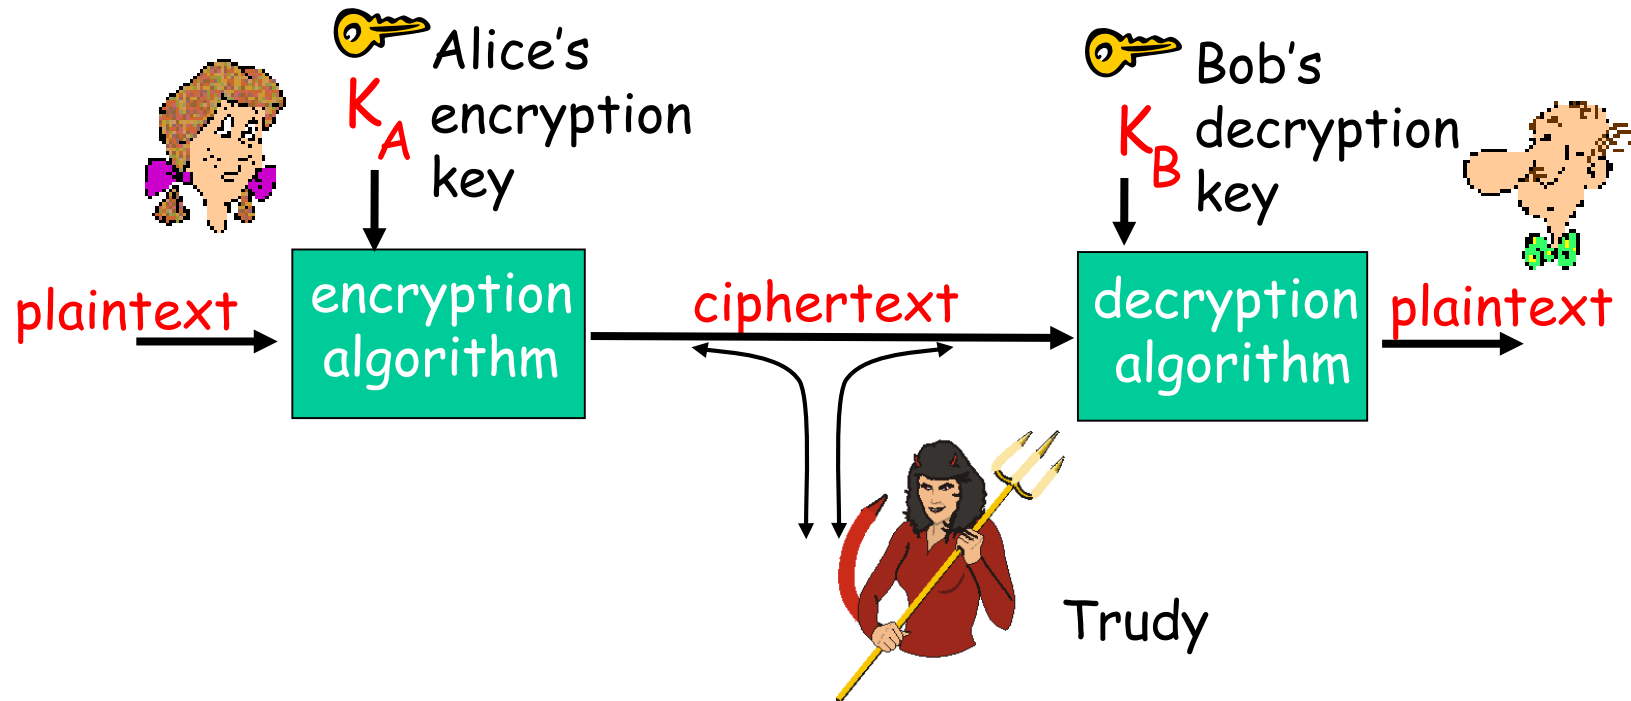 Alice's
encryption
key
K
A
Bob's
decryption
key
K
B
plaintext
encryption
algorithm
ciphertext
decryption
algorithm
plaintext
Trudy